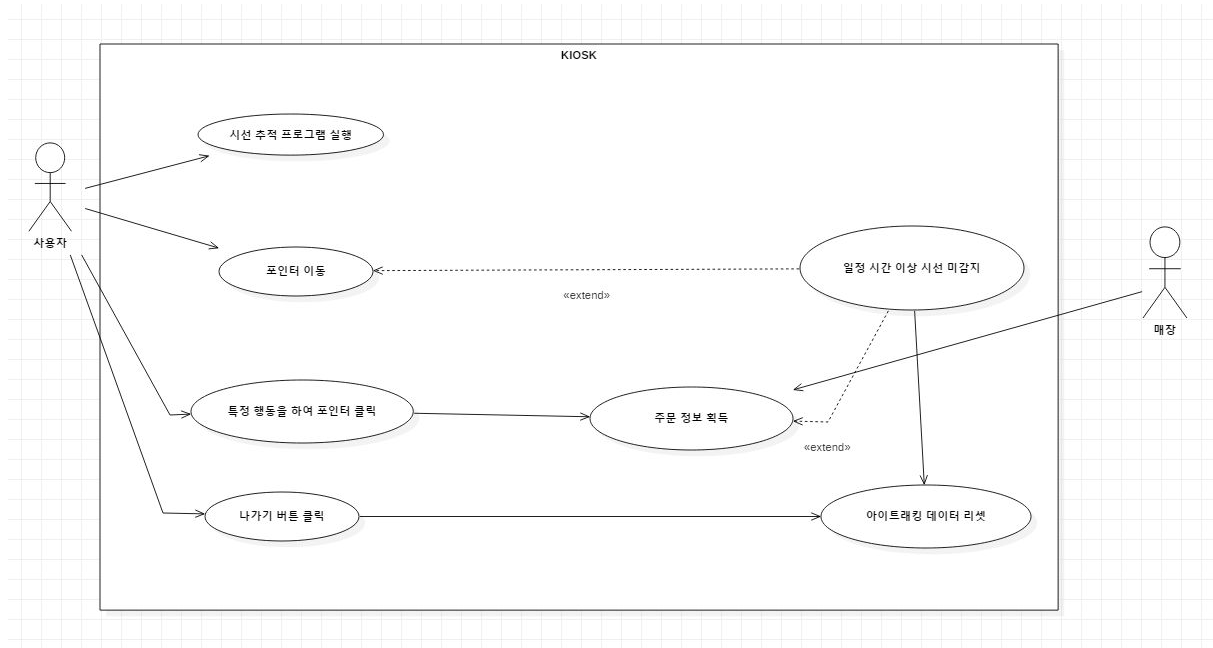 KIOSK
시선 추적 프로그램 실행
사용자
포인터 이동
«extend»
일정 시간 이상 시선 미감지
매장
특정 행동을 하여 포인터 클릭
주문 정보 획득
«extend»
나가기 버튼 클릭
아이트래킹 데이터 리셋